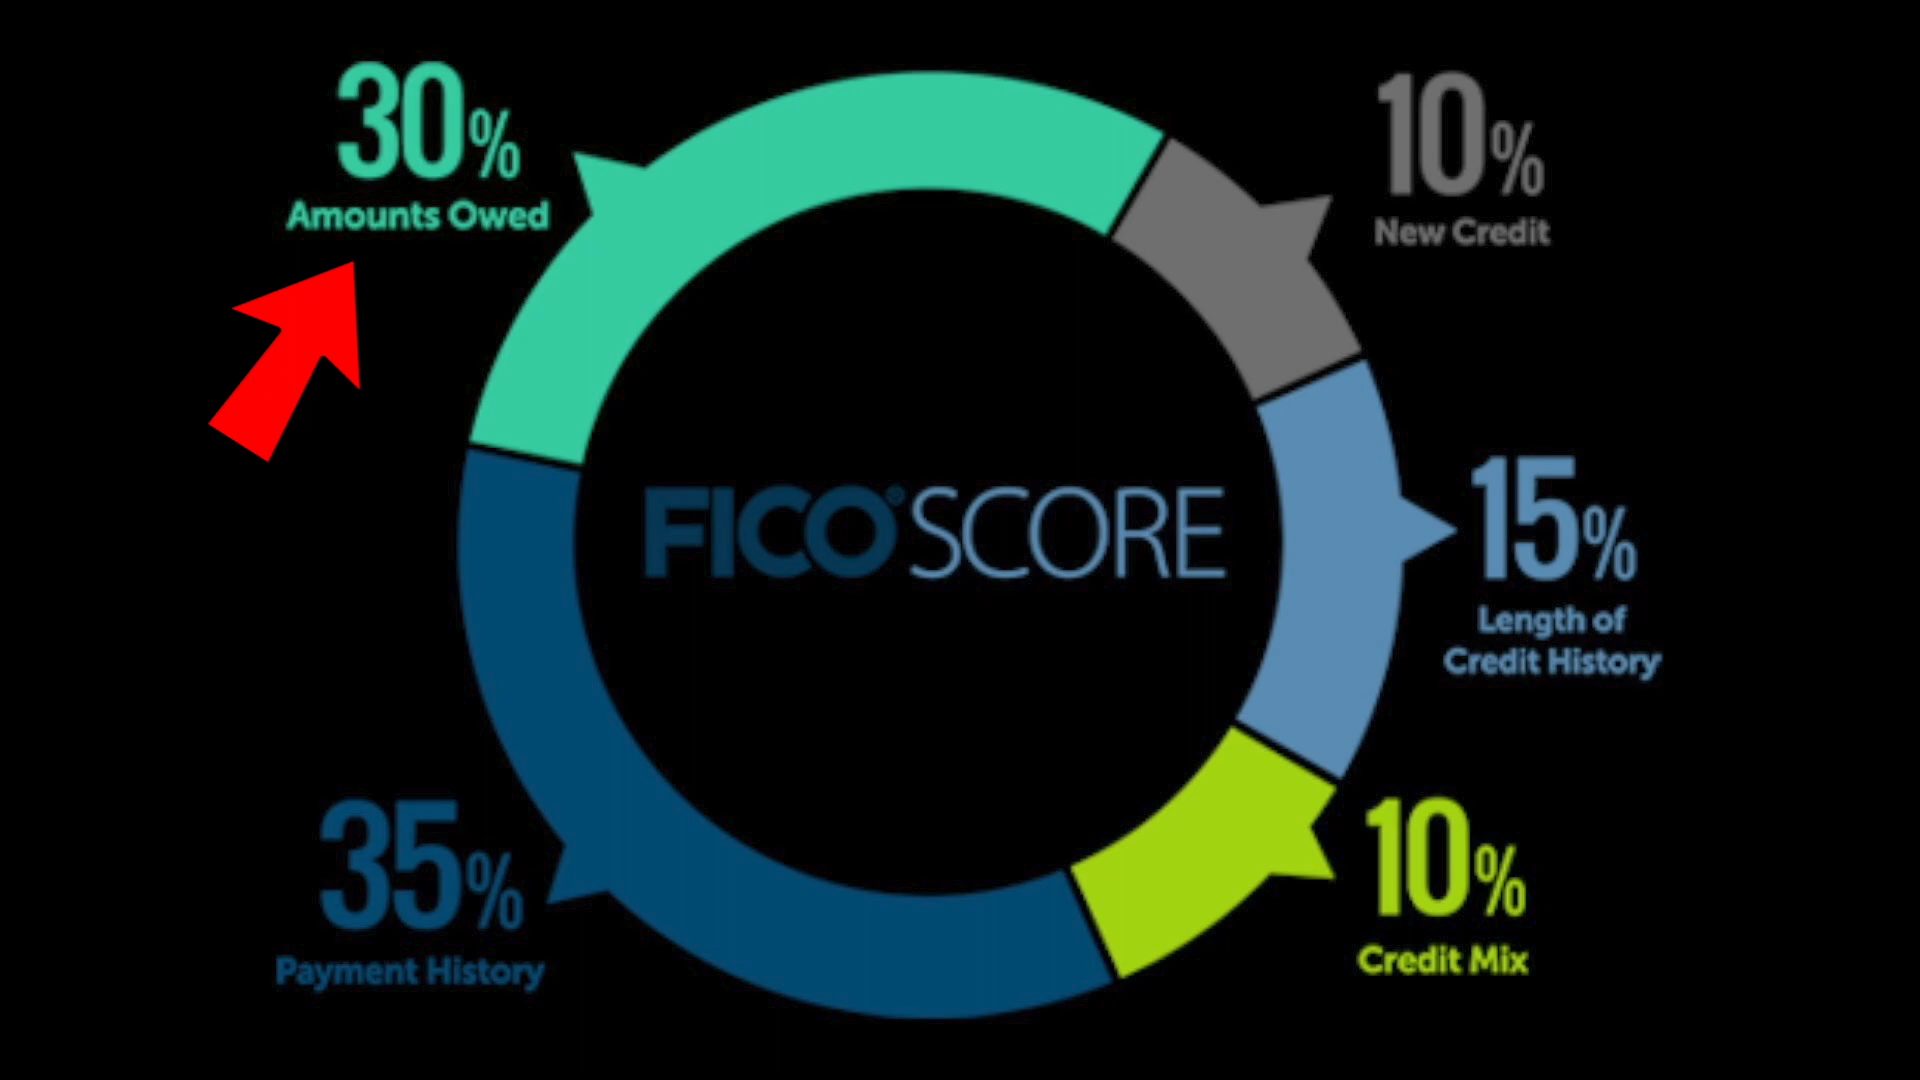 30%
Amounts Owed
10%
New Credit
FICO® SCORE
15%
Length of
Credit History
35%
Payment History
10%
Credit Mix